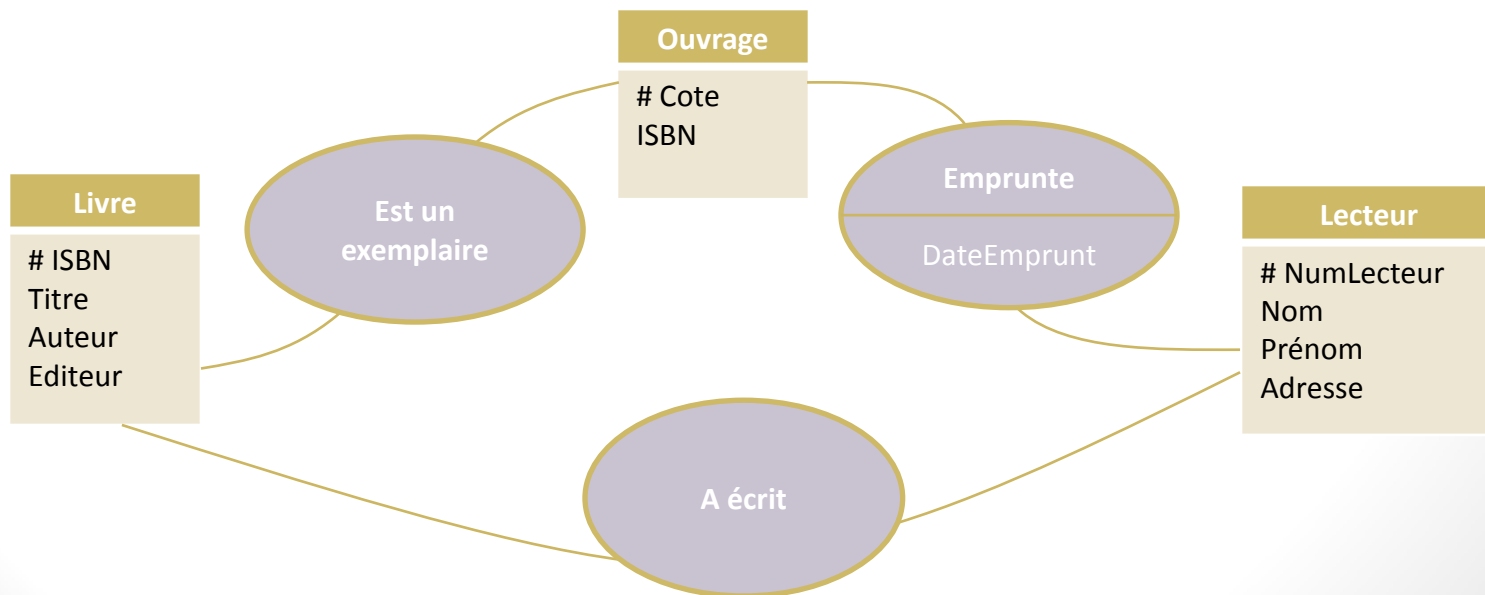 Ouvrage
# Cote
ISBN
Livre
# ISBN
Titre
Auteur
Editeur
Est un
exemplaire
Emprunte
DateEmprunt
Lecteur
# NumLecteur
Nom
Prénom
Adresse
A écrit